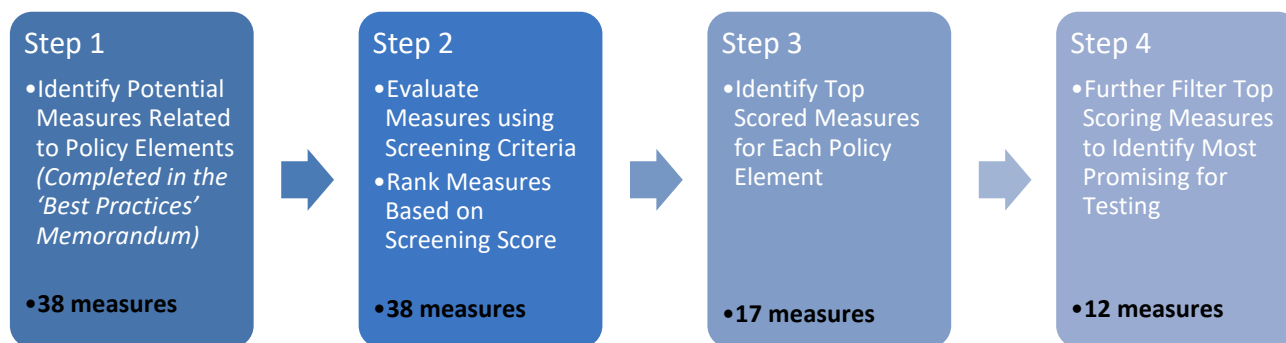 Step 1
•Identify Potential
Measures Related
to Policy Elements
(Completed in the
‘Best Practices’
Memorandum)
•38 measures
Step 2
•Evaluate
Measures using
Screening Criteria
•Rank Measures
Based on
Screening Score
•38 measures
Step 3
•Identify Top
Scored Measures
for Each Policy
Element
•17 measures
Step 4
•Further Filter Top
Scoring Measures
to Identify Most
Promising for
Testing
•12 measures